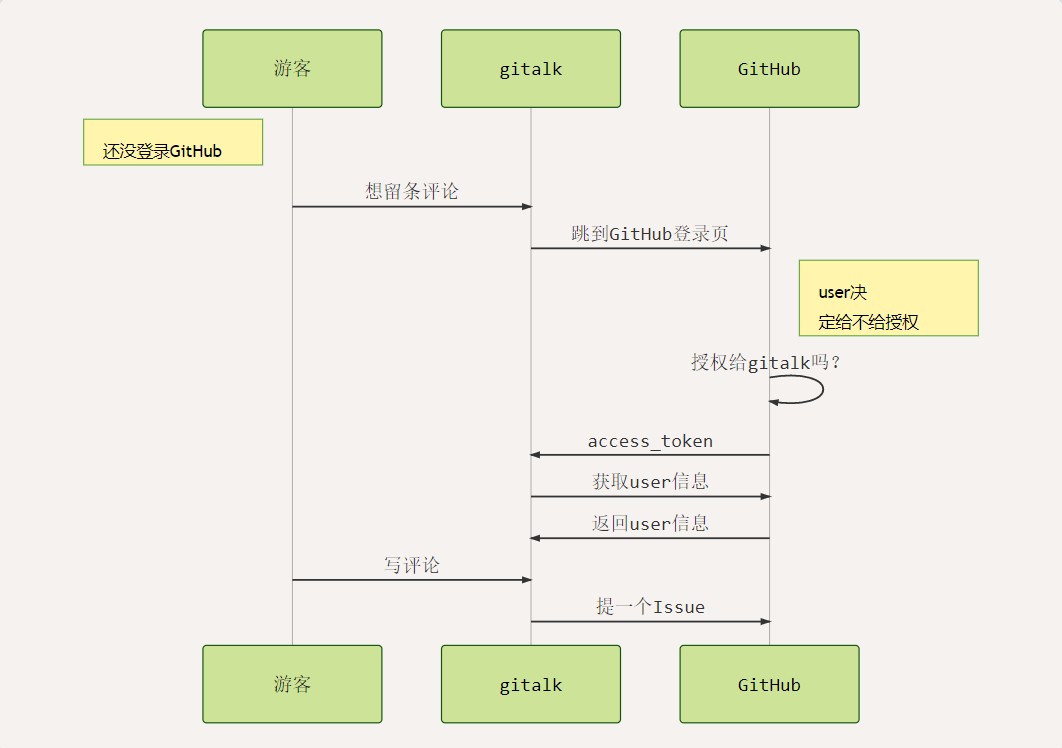 游客
gitalk
GitHub
还没登录GitHub
想留条评论
跳到GitHub登录页
user决
定给不给授权
授权给gitalk吗?
access_token
获取user信息
返回user信息
写评论
提一个Issue
游客
gitalk
GitHub